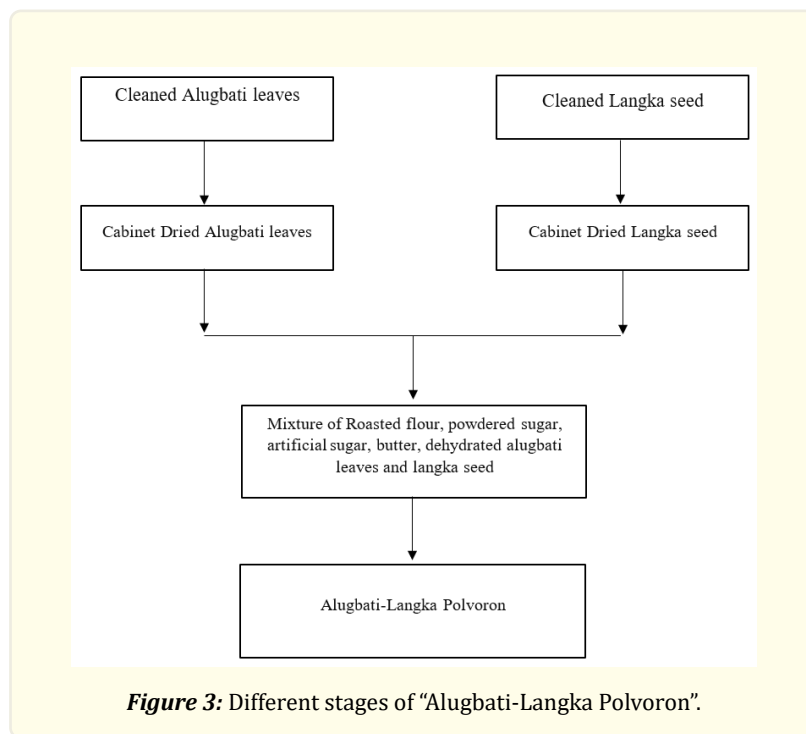 Cleaned Alugbati leaves
Cleaned Langka seed
Cabinet Dried Alugbati leaves
Cabinet Dried Langka seed
Mixture of Roasted flour, powdered sugar,
artificial sugar, butter, dehydrated alugbati
leaves and langka seed
Alugbati-Langka Polvoron
Figure 3: Different stages of “Alugbati-Langka Polvoron”.